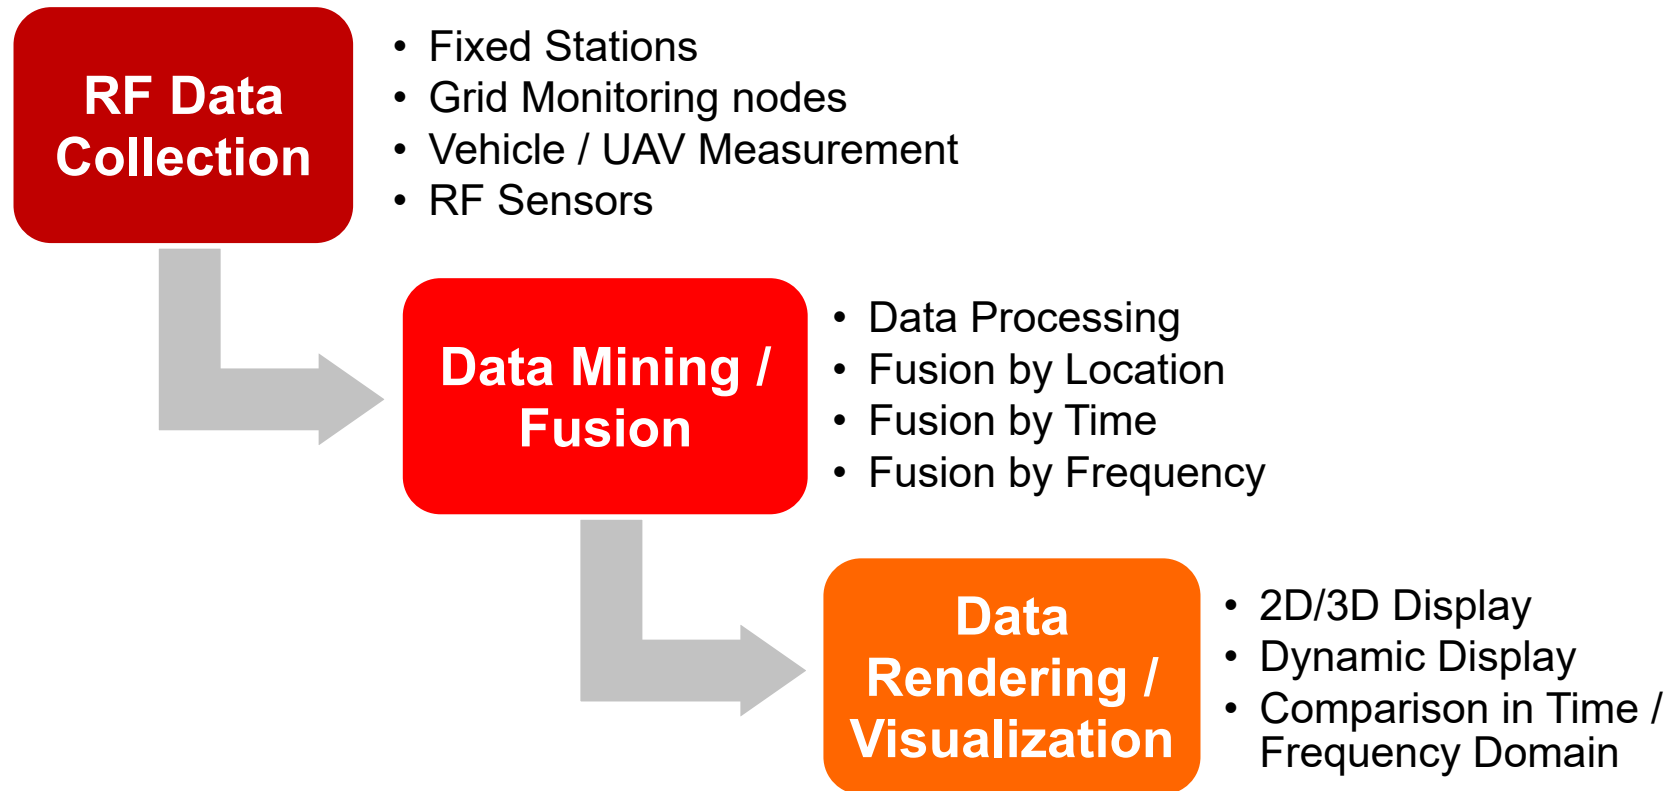 RF Data
Collection
• Fixed Stations
• Grid Monitoring nodes
• Vehicle / UAV Measurement
• RF Sensors
Data Mining /
Fusion
• Data Processing
• Fusion by Location
• Fusion by Time
• Fusion by Frequency
Data
Rendering /
Visualization
• 2D/3D Display
• Dynamic Display
• Comparison in Time /
Frequency Domain